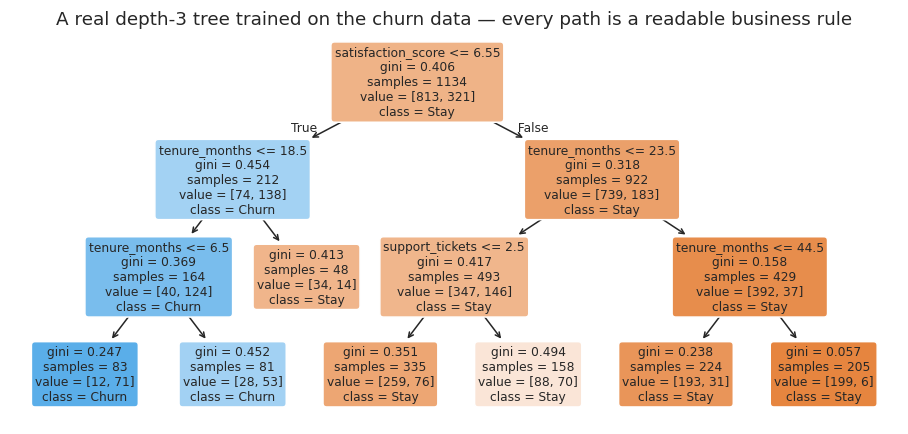 A real depth-3 tree trained on the churn data — every path is a readable business rule
satisfaction_score <= 6.55
gini = 0.406
samples = 1134
value = [813, 321]
class = Stay
True
False
tenure_months <= 18.5
gini = 0.454
samples = 212
value = [74, 138]
class = Churn
tenure_months <= 23.5
gini = 0.318
samples = 922
value = [739, 183]
class = Stay
tenure_months <= 6.5
gini = 0.369
samples = 164
value = [40, 124]
class = Churn
gini = 0.413
samples = 48
value = [34, 14]
class = Stay
support_tickets <= 2.5
gini = 0.417
samples = 493
value = [347, 146]
class = Stay
tenure_months <= 44.5
gini = 0.158
samples = 429
value = [392, 37]
class = Stay
gini = 0.247
samples = 83
value = [12, 71]
class = Churn
gini = 0.452
samples = 81
value = [28, 53]
class = Churn
gini = 0.351
samples = 335
value = [259, 76]
class = Stay
gini = 0.494
samples = 158
value = [88, 70]
class = Stay
gini = 0.238
samples = 224
value = [193, 31]
class = Stay
gini = 0.057
samples = 205
value = [199, 6]
class = Stay